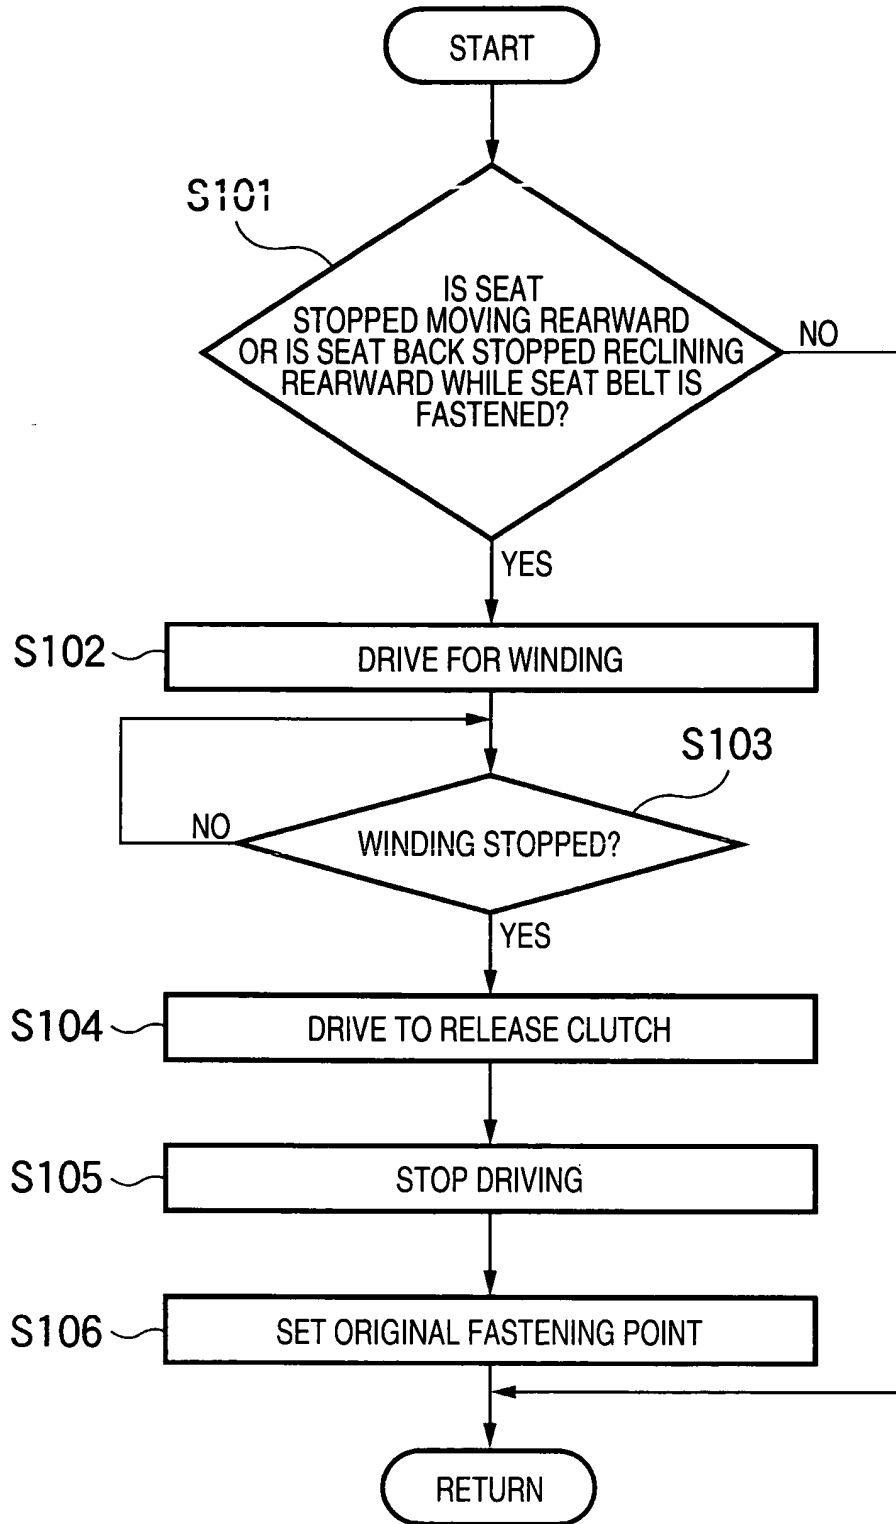 START
S101
IS SEAT
STOPPED MOVING REARWARD
OR IS SEAT BACK STOPPED RECLINING
REARWARD WHILE SEAT BELT IS
FASTENED?
NO
YES
S102
DRIVE FOR WINDING
S103
NO
WINDING STOPPED?
YES
S104
DRIVE TO RELEASE CLUTCH
S105
STOP DRIVING
S106
SET ORIGINAL FASTENING POINT
RETURN